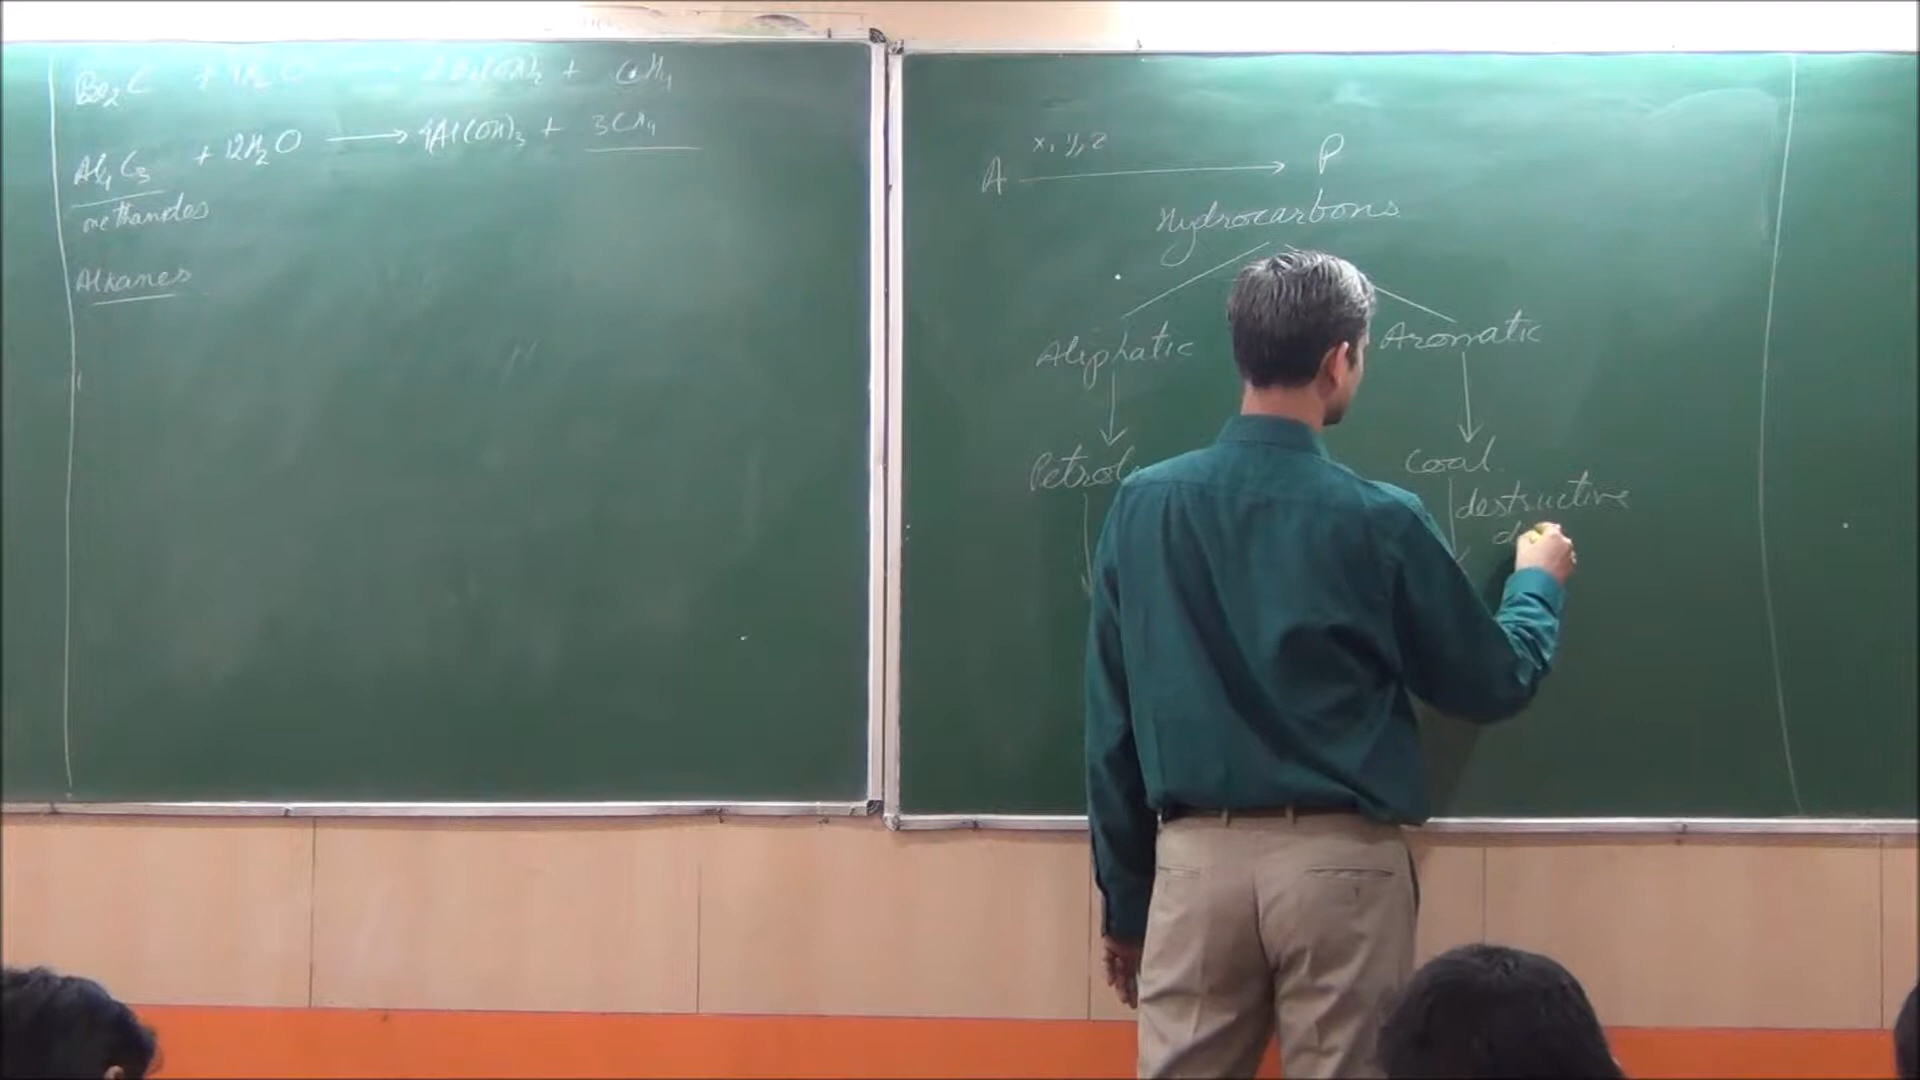 Be₂C + 4H₂O 2Be(OH)₂ + CH₄
Al₄C₃ + 12H₂O ⟶ 4Al(OH)₃ + 3CH₄
methanides
Alkanes
A x, y, z ⟶ P
Hydrocarbons
Aliphatic Aromatic
Petrol Coal
destructive
d